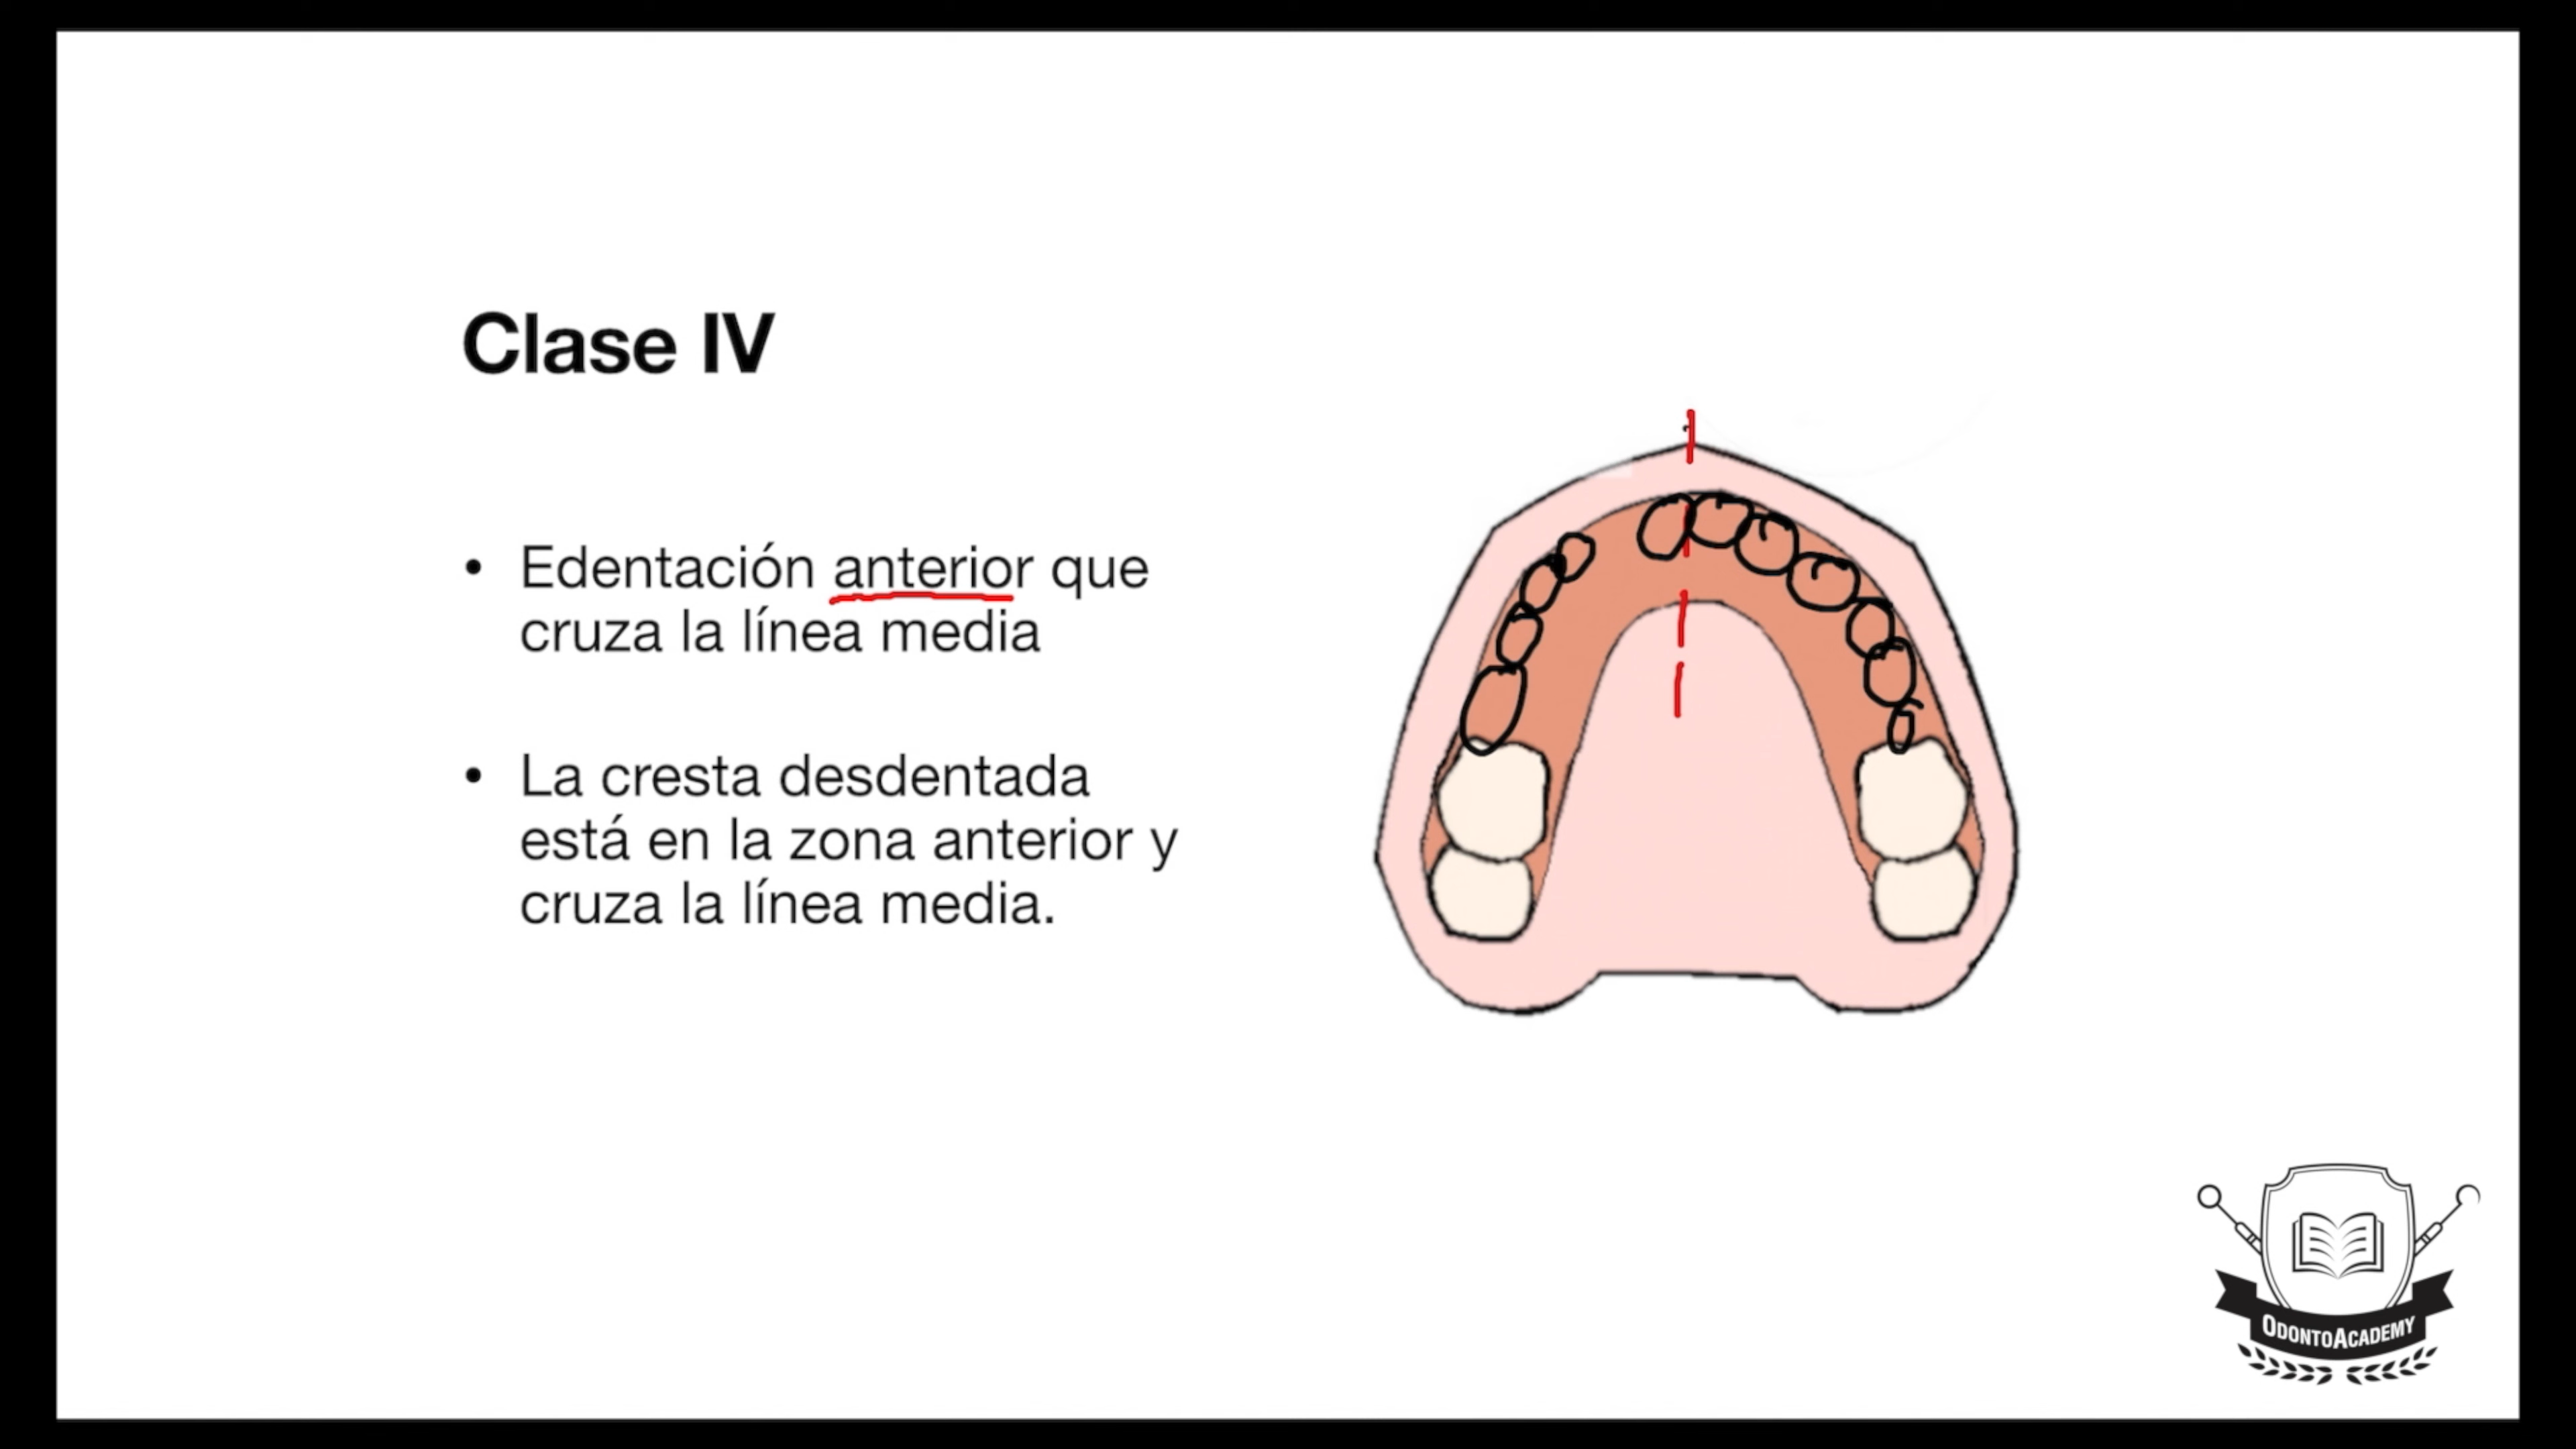 Clase IV
• Edentación anterior que
cruza la línea media
• La cresta desdentada
está en la zona anterior y
cruza la línea media.
ODONTOACADEMY